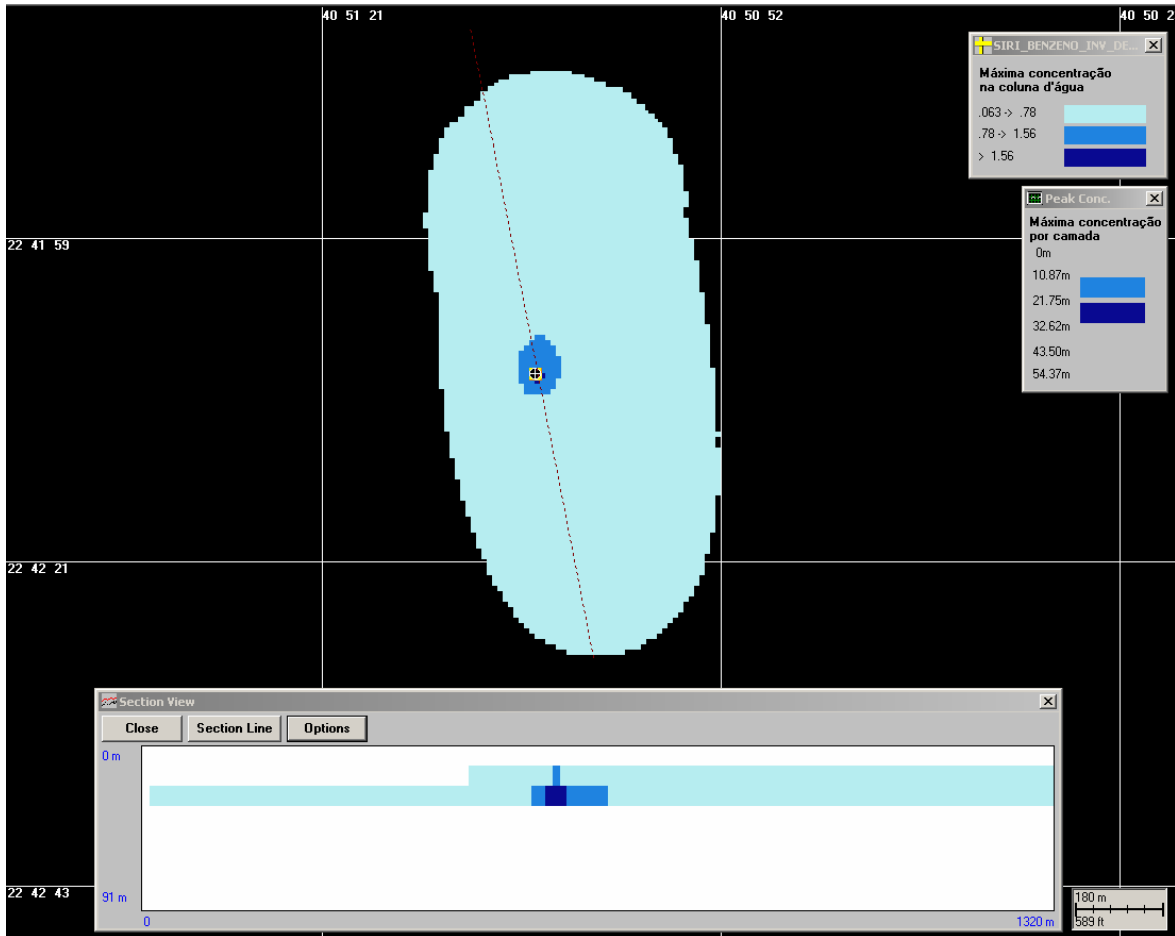 40 51 21
40 50 52
40 50 2
SIRI_BENZENO_INV_DE...
Máxima concentração
na coluna d'água
.063 -> .78
.78 -> 1.56
> 1.56
Peak Conc.
Máxima concentração
por camada
0m
10.87m
21.75m
32.62m
43.50m
54.37m
22 41 59
22 42 21
22 42 43
Section View
Close
Section Line
Options
0 m
91 m
0
1320 m
180 m
589 ft